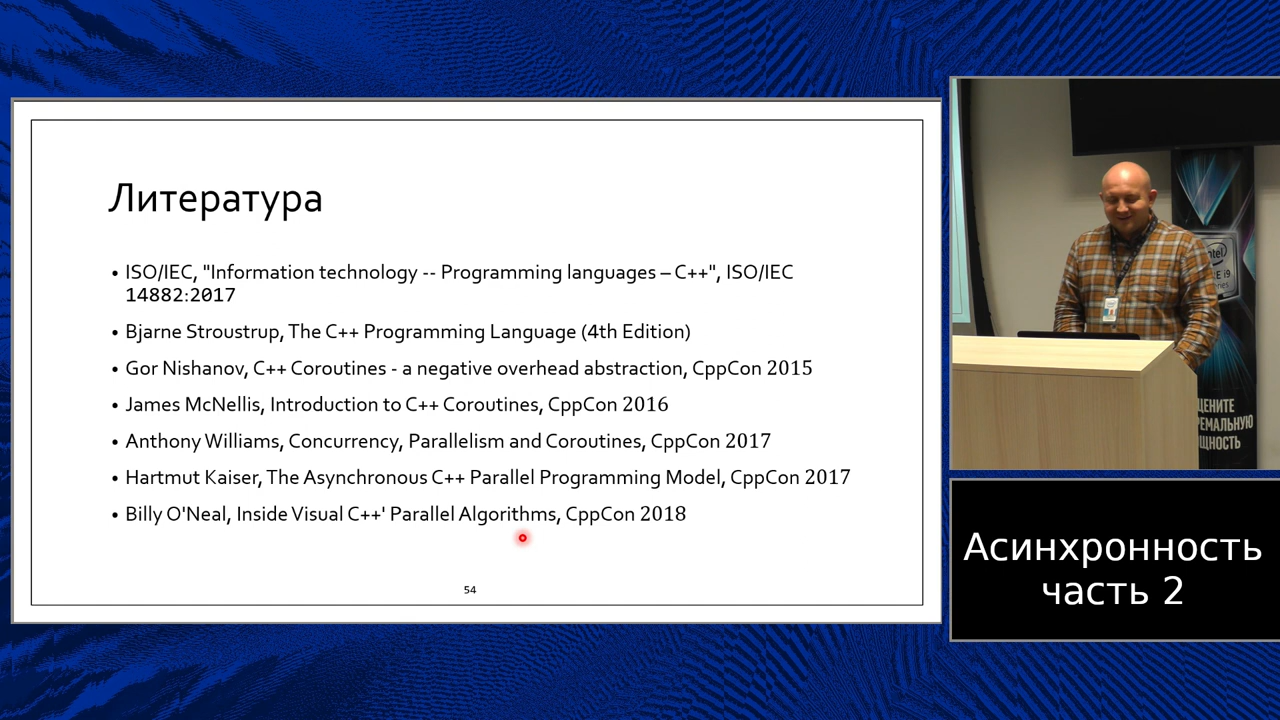 Литература
• ISO/IEC, "Information technology -- Programming languages – C++", ISO/IEC
14882:2017
• Bjarne Stroustrup, The C++ Programming Language (4th Edition)
• Gor Nishanov, C++ Coroutines - a negative overhead abstraction, CppCon 2015
• James McNellis, Introduction to C++ Coroutines, CppCon 2016
• Anthony Williams, Concurrency, Parallelism and Coroutines, CppCon 2017
• Hartmut Kaiser, The Asynchronous C++ Parallel Programming Model, CppCon 2017
• Billy O'Neal, Inside Visual C++' Parallel Algorithms, CppCon 2018
54
Асинхронность
часть 2